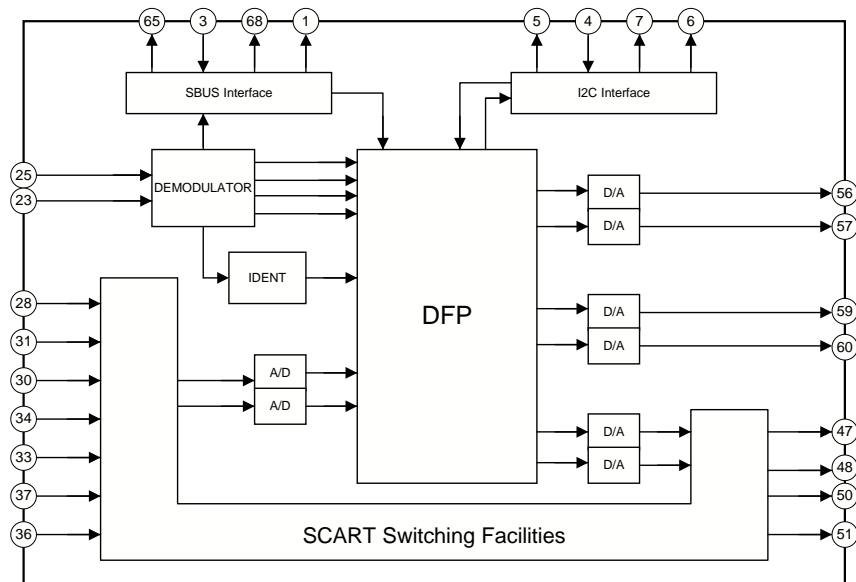 65
3
68
1
5
4
7
6
SBUS Interface
I2C Interface
25
23
DEMODULATOR
D/A
56
D/A
57
IDENT
28
DFP
D/A
59
31
D/A
60
30
A/D
34
A/D
D/A
47
33
D/A
48
37
50
36
SCART Switching Facilities
51